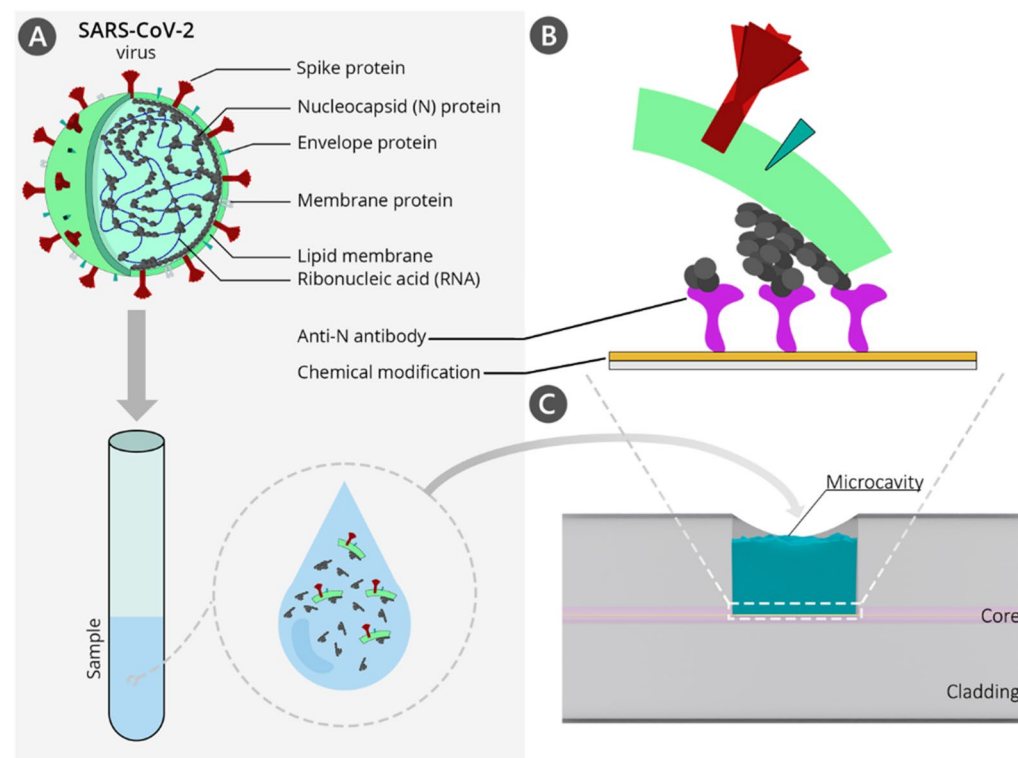 A
SARS-CoV-2
virus
Spike protein
Nucleocapsid (N) protein
Envelope protein
Membrane protein
Lipid membrane
Ribonucleic acid (RNA)
Anti-N antibody
Chemical modification
Sample
B
C
Microcavity
Core
Cladding